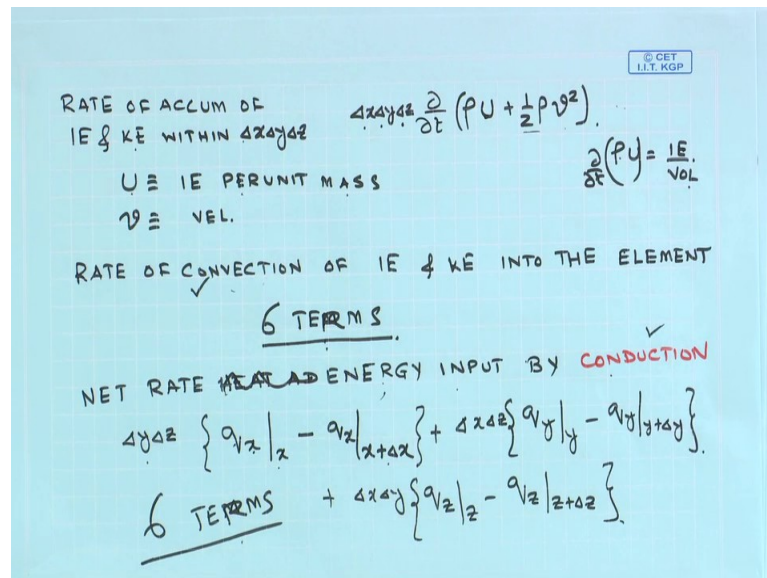 © CET
I.I.T. KGP
RATE OF ACCUM OF
IE & KE WITHIN ΔxΔyΔz ΔxΔyΔz ∂/∂t (ρU + 1/2 ρv²).
U ≡ IE PER UNIT MASS ∂/∂t (ρU) = IE/VOL
v ≡ VEL.
RATE OF CONVECTION OF IE & KE INTO THE ELEMENT
6 TERMS.
NET RATE ENERGY INPUT BY CONDUCTION
ΔyΔz {qx|x - qx|x+Δx} + ΔxΔz {qy|y - qy|y+Δy}
6 TERMS + ΔxΔy {qz|z - qz|z+Δz}.